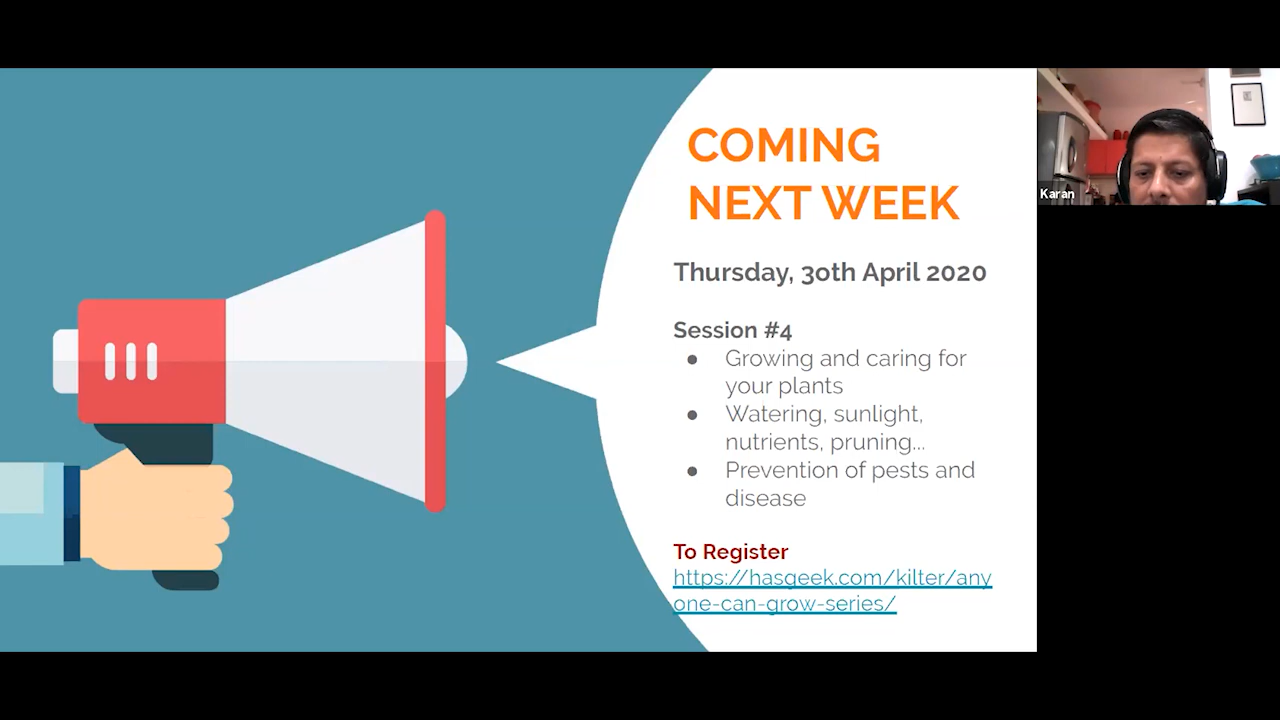 COMING
NEXT WEEK
Thursday, 30th April 2020
Session #4
● Growing and caring for
your plants
● Watering, sunlight,
nutrients, pruning...
● Prevention of pests and
disease
To Register
https://hasgeek.com/kilter/any
one-can-grow-series/
Karan